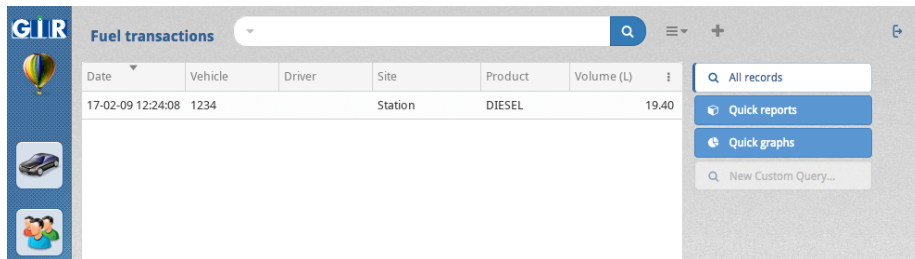 GIR
Fuel transactions
Date Vehicle Driver Site Product Volume (L)
17-02-09 12:24:08 1234 Station DIESEL 19.40
All records
Quick reports
Quick graphs
New Custom Query...